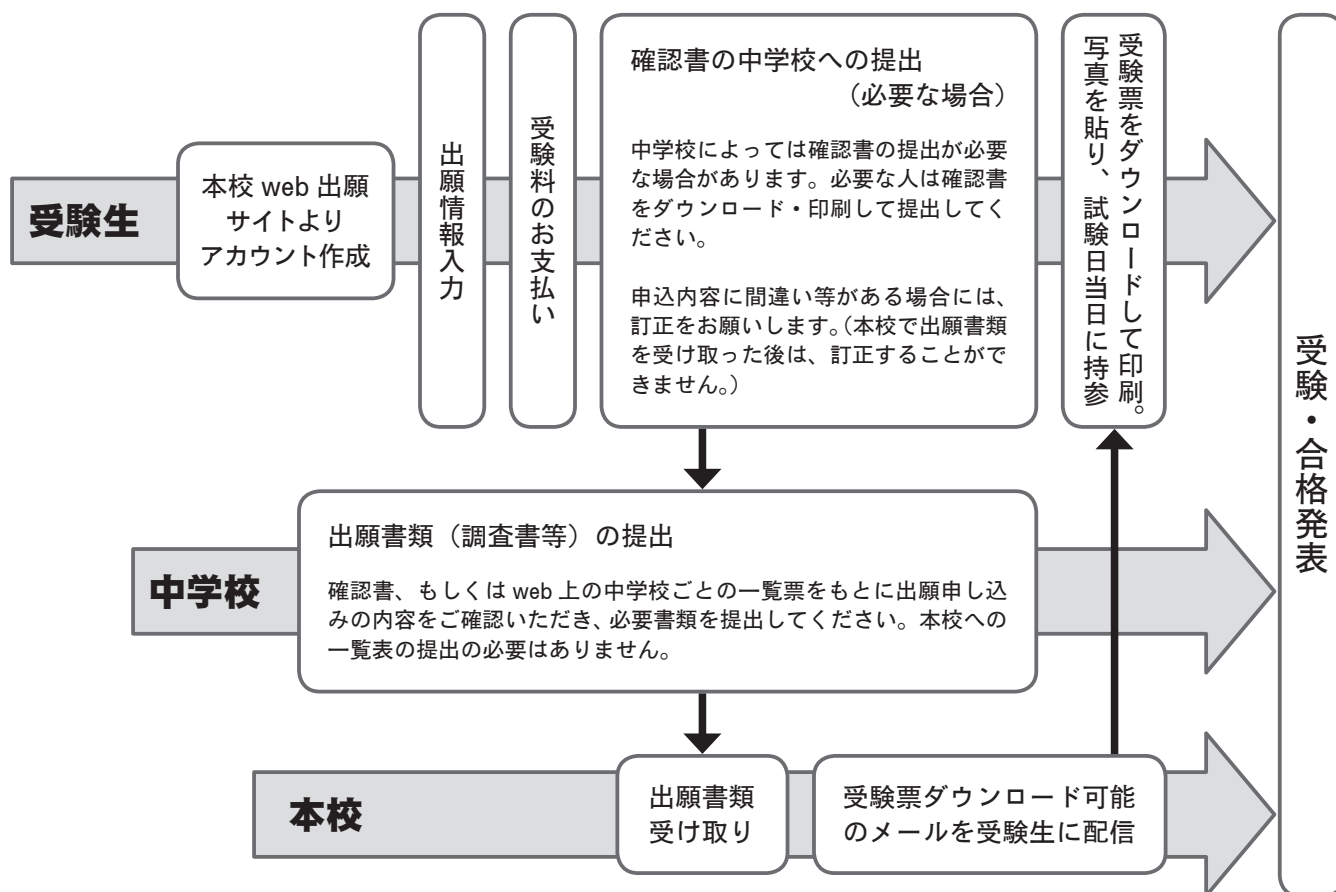 受験生
本校 web 出願
サイトより
アカウント作成
出願情報入力
受験料のお支払い
確認書の中学校への提出
（必要な場合）
中学校によっては確認書の提出が必要
な場合があります。必要な人は確認書
をダウンロード・印刷して提出してく
ださい。
申込内容に間違い等がある場合には、
訂正をお願いします。（本校で出願書類
を受け取った後は、訂正することがで
きません。）
受験票をダウンロードして印刷。
写真を貼り、試験日当日に持参
中学校
出願書類（調査書等）の提出
確認書、もしくは web 上の中学校ごとの一覧票をもとに出願申し込
みの内容をご確認いただき、必要書類を提出してください。本校への
一覧表の提出の必要はありません。
本校
出願書類
受け取り
受験票ダウンロード可能
のメールを受験生に配信
受験・合格発表